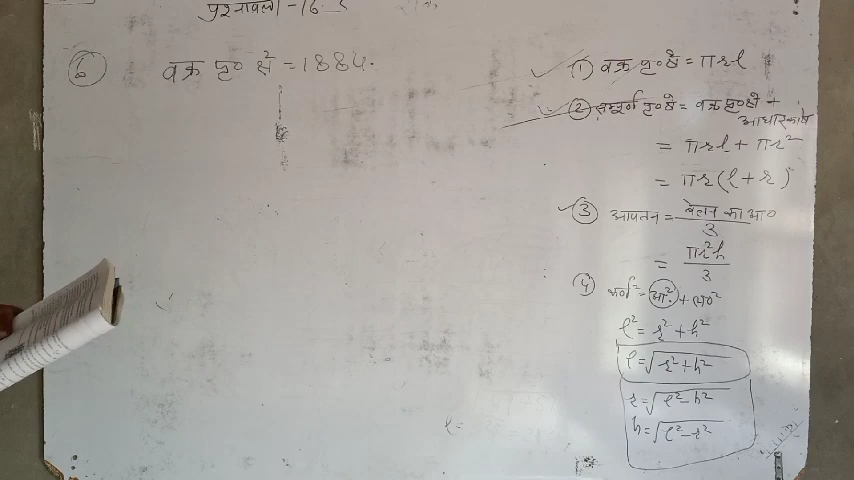 प्रश्नावली -16.
(6) वक्र पृ० क्षे = 1884.
(1) वक्र पृ० क्षे = πrl
(2) सम्पूर्ण पृ० क्षे = वक्र पृ० क्षे +
आधार का क्षे
= πrl + πr²
= πr(l + r)
(3) आयतन = बेलन का आ० / 3
= πr²h / 3
(4) कर्ण² = आ.² + ल०²
l² = r² + h²
l = √r² + h²
r = √l² - h²
h = √l² - r²
l =